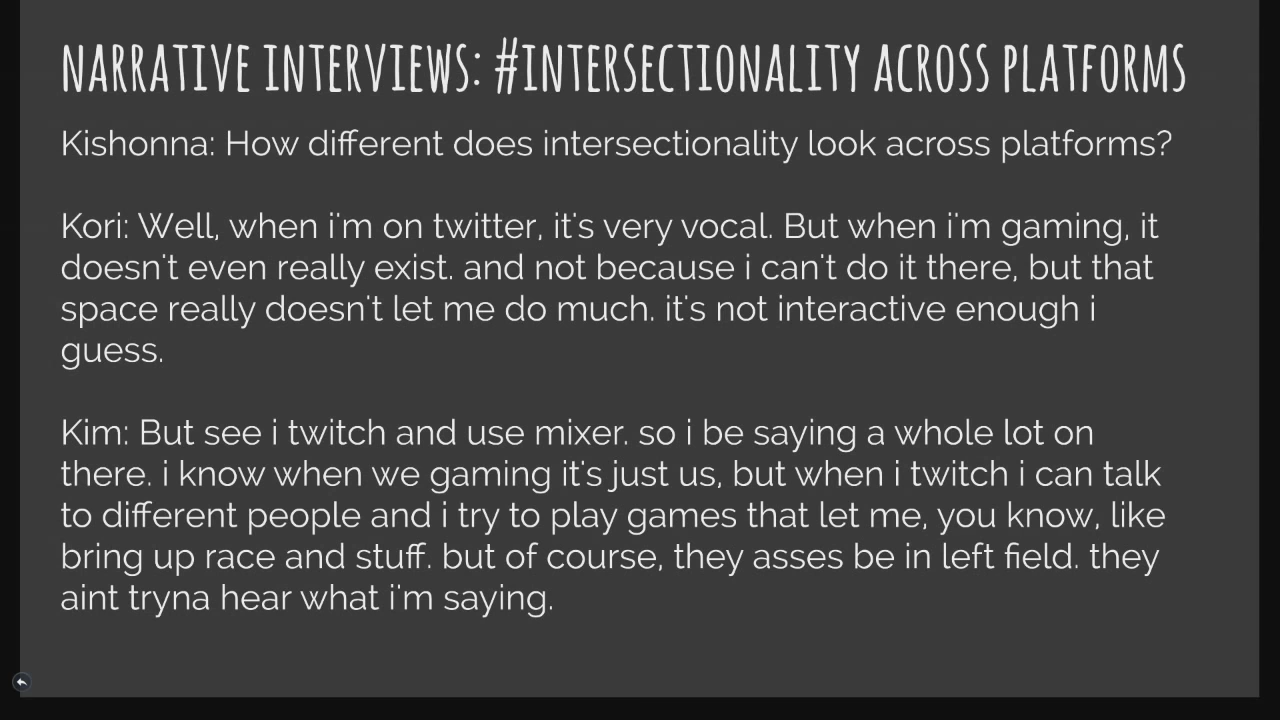 NARRATIVE INTERVIEWS: #INTERSECTIONALITY ACROSS PLATFORMS
Kishonna: How different does intersectionality look across platforms?
Kori: Well, when i'm on twitter, it's very vocal. But when i'm gaming, it
doesn't even really exist. and not because i can't do it there, but that
space really doesn't let me do much. it's not interactive enough i
guess.
Kim: But see i twitch and use mixer. so i be saying a whole lot on
there. i know when we gaming it's just us, but when i twitch i can talk
to different people and i try to play games that let me, you know, like
bring up race and stuff. but of course, they asses be in left field. they
aint tryna hear what i'm saying.